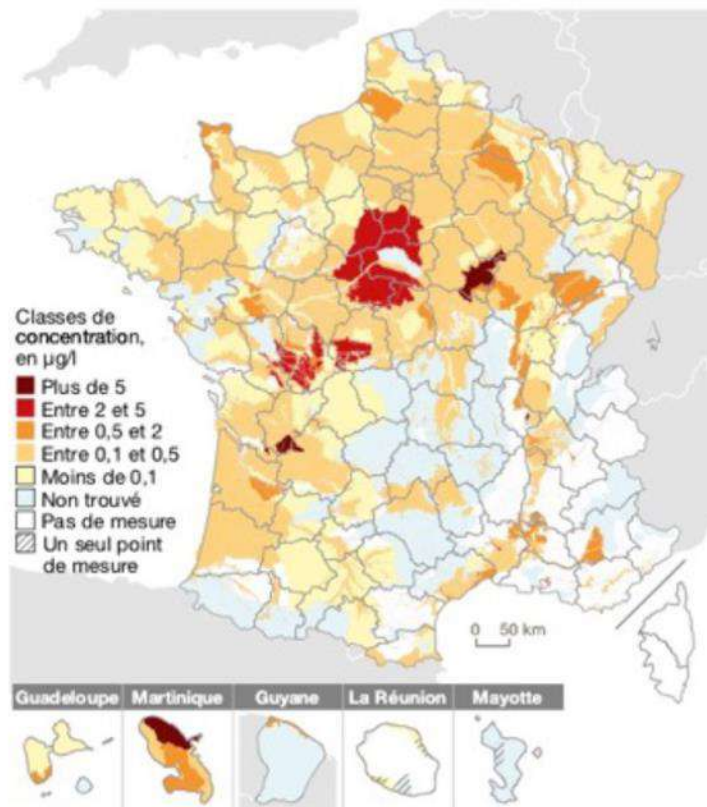 Classes de
concentration,
en µg/l
Plus de 5
Entre 2 et 5
Entre 0,5 et 2
Entre 0,1 et 0,5
Moins de 0,1
Non trouvé
Pas de mesure
Un seul point
de mesure
0 50 km
Guadeloupe Martinique Guyane La Réunion Mayotte